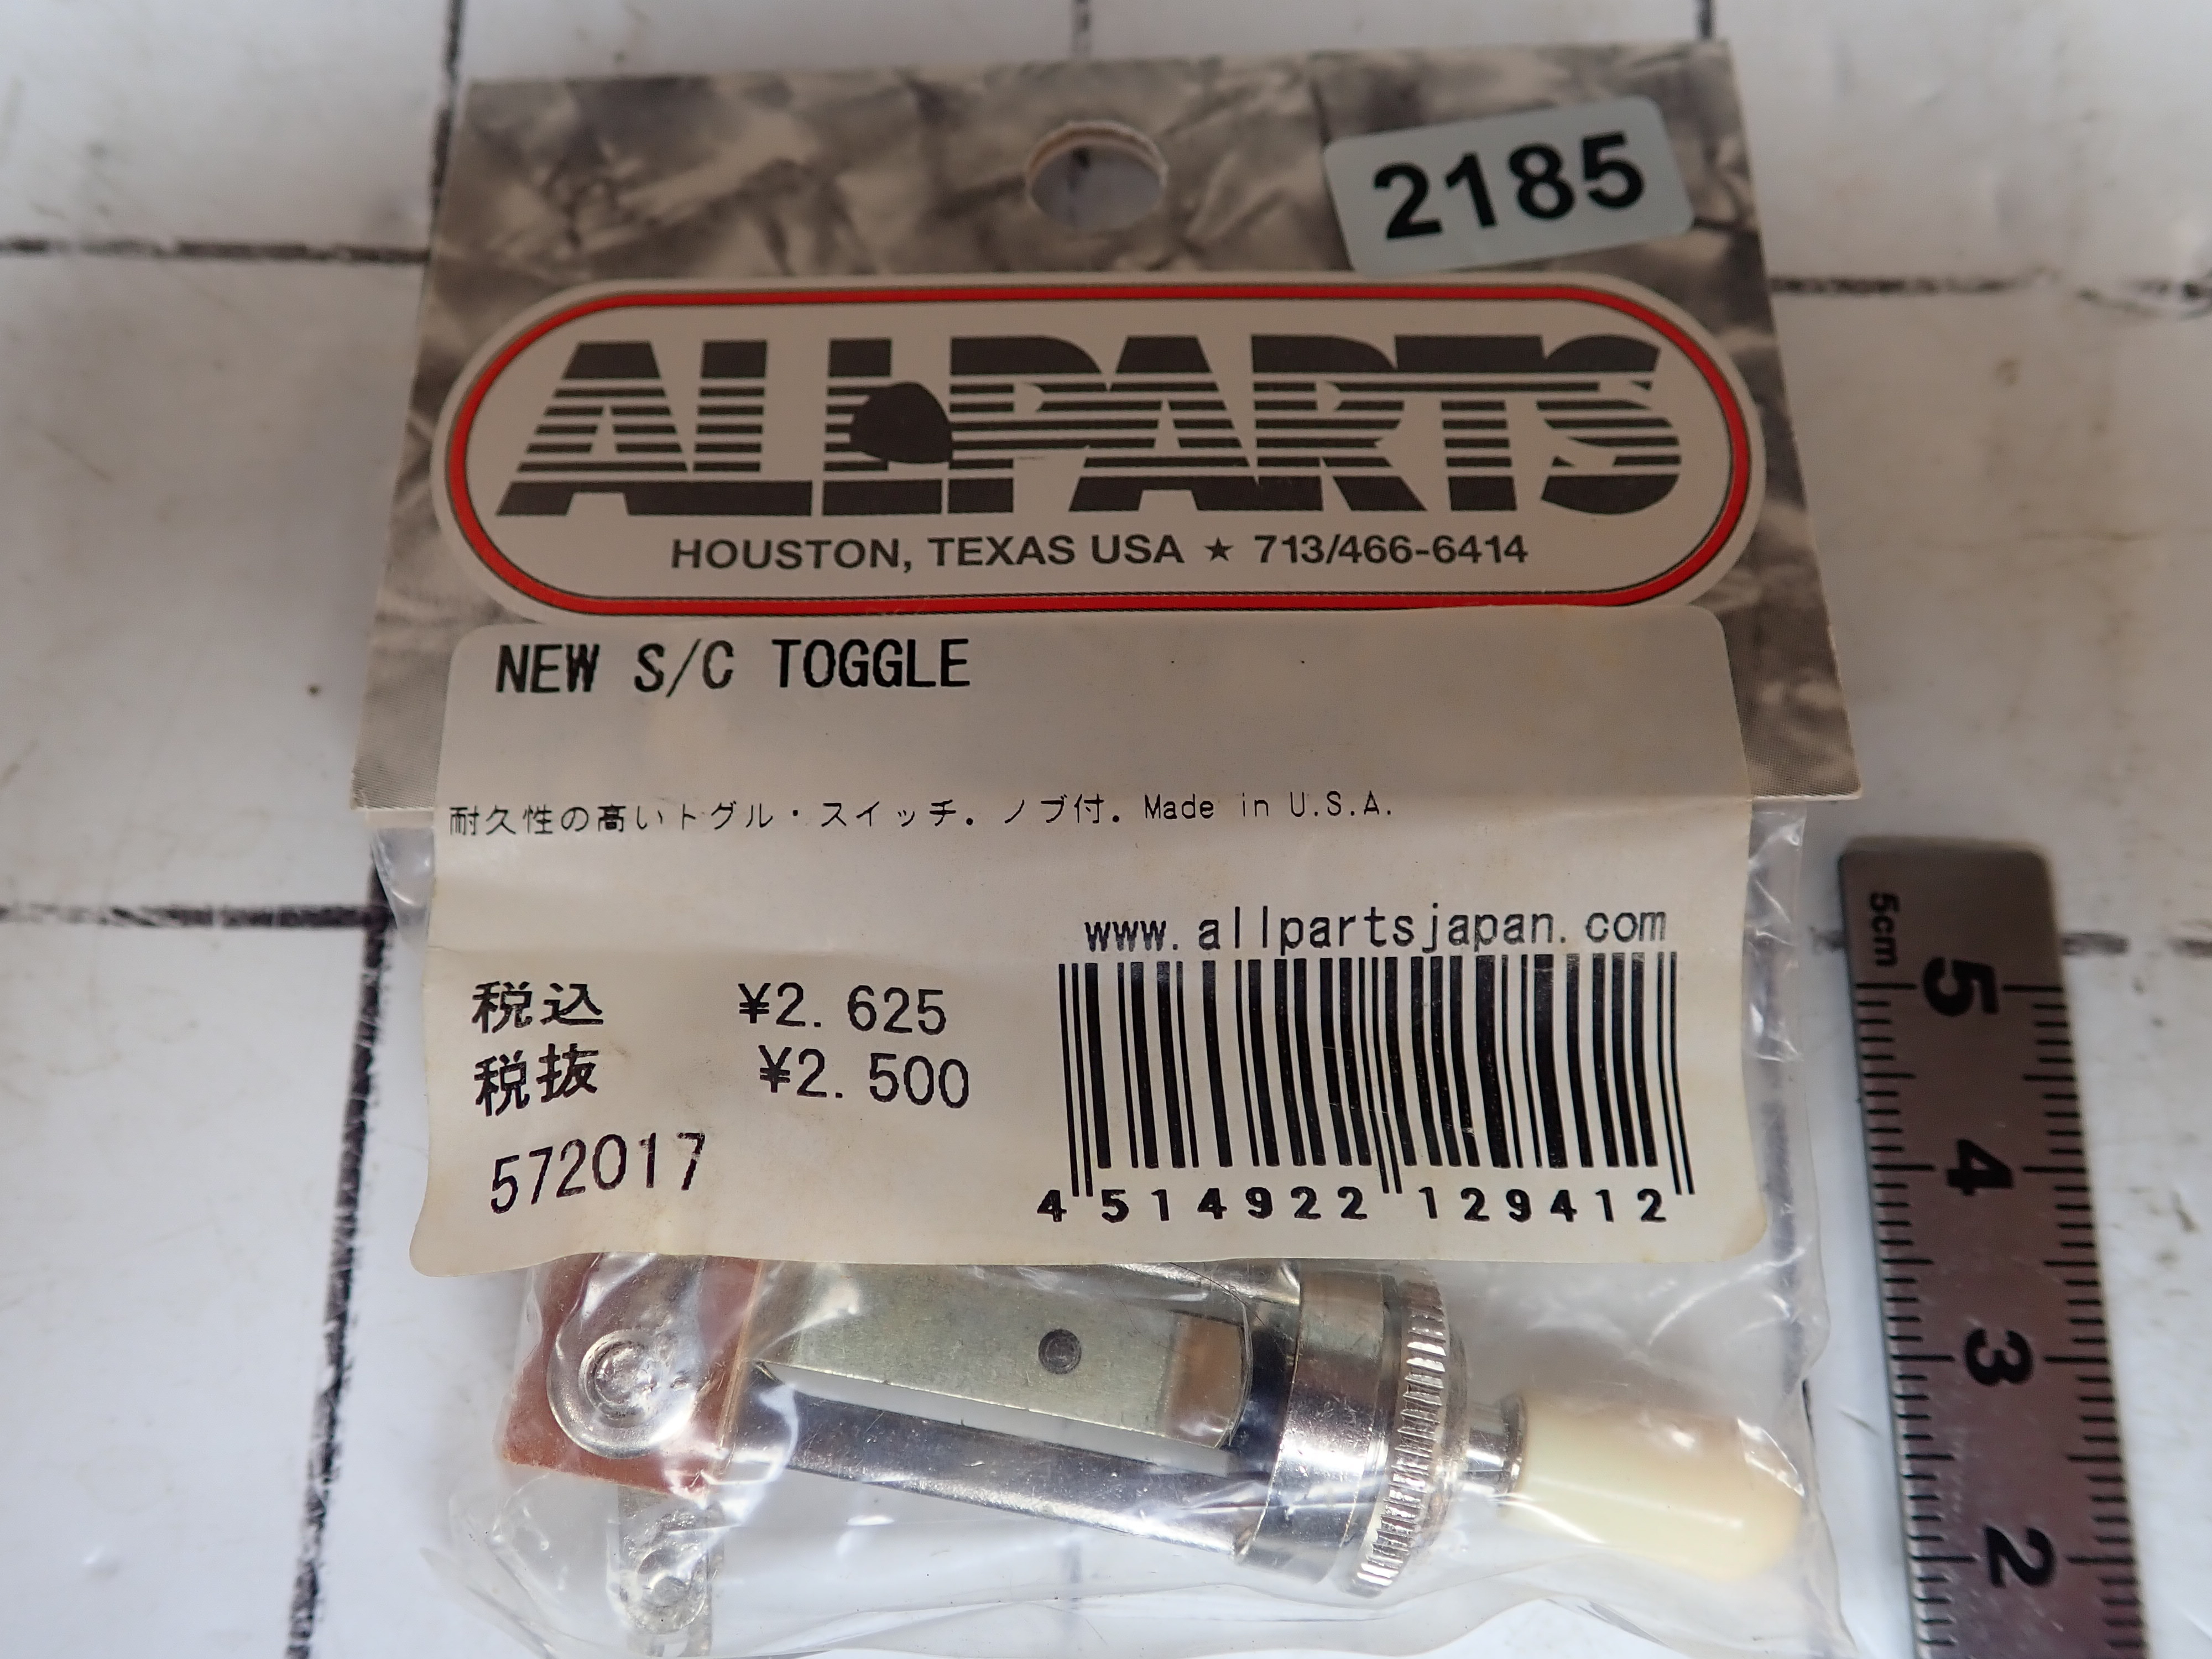 2185
ALLPARTS
HOUSTON, TEXAS USA ★ 713/466-6414
NEW S/C TOGGLE
耐久性の高いトグル・スイッチ. ノブ付. Made in U.S.A.
www.allpartsjapan.com
税込 ¥2.625
税抜 ¥2.500
572017
4 514922 129412
5cm
5
4
3
2